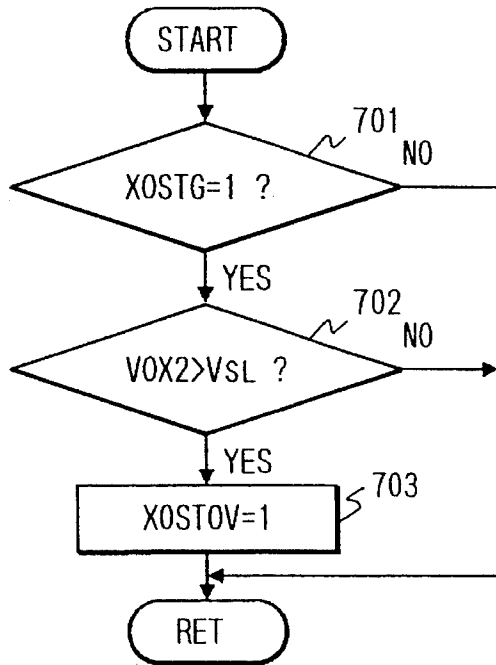 START
701
NO
XOSTG=1 ?
YES
702
NO
VOX2>VSL ?
YES
703
XOSTOV=1
RET